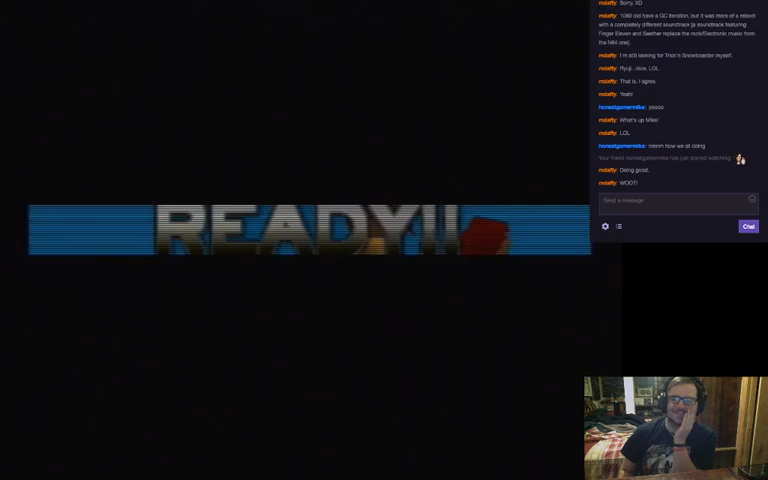 mdaffy: Sorry, XD
mdaffy: 1080 did have a GC iteration, but it was more of a reboot
with a completely different soundtrack [a soundtrack featuring
Finger Eleven and Seether replace the rock/Electronic music from
the N64 one].
mdaffy: I'm still looking for Trick'n Snowboarder myself.
mdaffy: Ryuji...nice. LOL
mdaffy: That is. I agree.
mdaffy: Yeah!
honestgamermike: yoooo
mdaffy: What's up Mike!
mdaffy: LOL
honestgamermike: nmnm how we all doing
Your friend honestgamermike has just started watching.
mdaffy: Doing good.
mdaffy: WOOT!
Send a message
Chat
READY!!